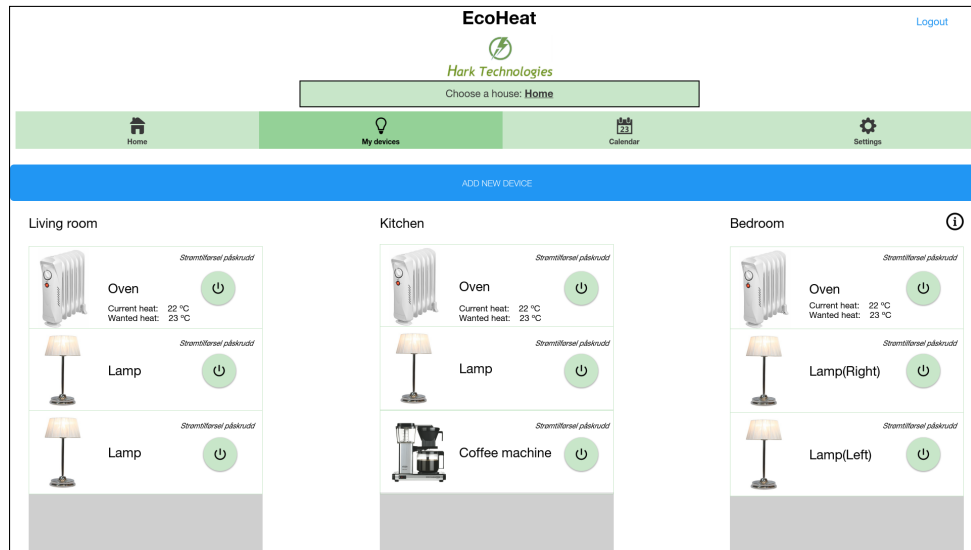 EcoHeat
Logout
Hark Technologies
Choose a house: Home
Home
My devices
23
Calendar
Settings
ADD NEW DEVICE
Living room
Strømtilførsel påskrudd
Oven
Current heat: 22 ºC
Wanted heat: 23 ºC
Strømtilførsel påskrudd
Lamp
Strømtilførsel påskrudd
Lamp
Kitchen
Strømtilførsel påskrudd
Oven
Current heat: 22 ºC
Wanted heat: 23 ºC
Strømtilførsel påskrudd
Lamp
Strømtilførsel påskrudd
Coffee machine
Bedroom
i
Strømtilførsel påskrudd
Oven
Current heat: 22 ºC
Wanted heat: 23 ºC
Strømtilførsel påskrudd
Lamp(Right)
Strømtilførsel påskrudd
Lamp(Left)